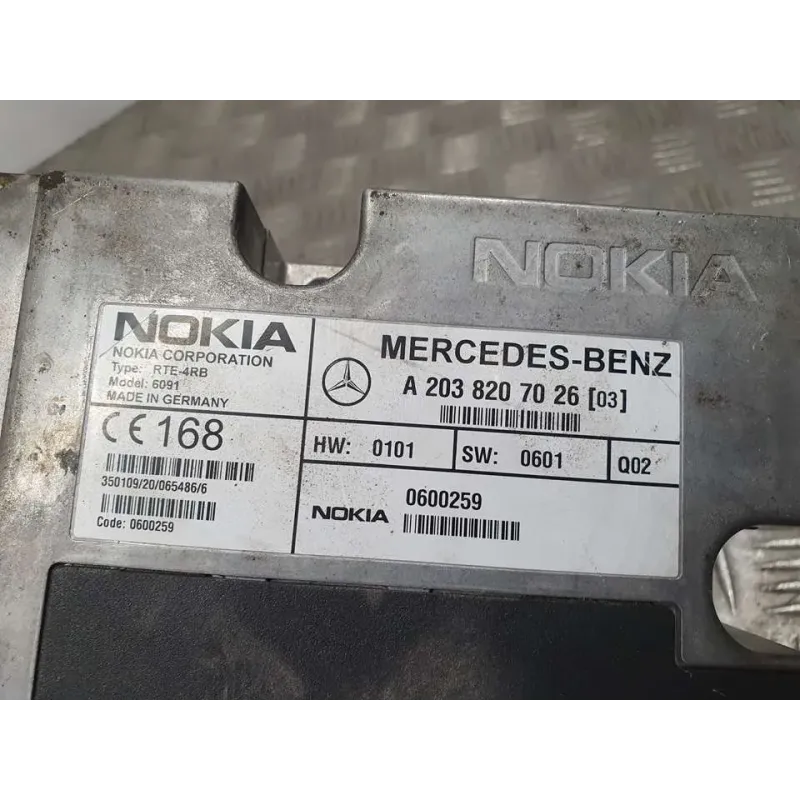 NOKIA
NOKIA
NOKIA CORPORATION
Type: RTE-4RB
Model: 6091
MADE IN GERMANY
CE 168
350109/20/065486/6
Code: 0600259
MERCEDES-BENZ
A 203 820 70 26 [03]
HW: 0101
SW: 0601
Q02
NOKIA
0600259